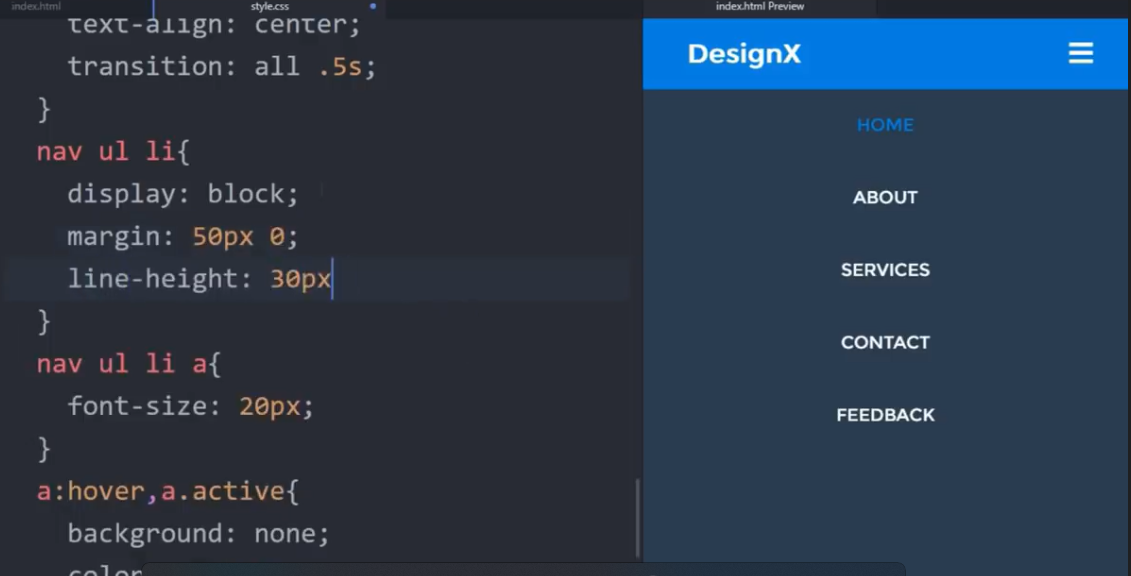 index.html
style.css
index.html Preview
text-align: center;
transition: all .5s;
}
nav ul li{
display: block;
margin: 50px 0;
line-height: 30px
}
nav ul li a{
font-size: 20px;
}
a:hover,a.active{
background: none;
color
DesignX
HOME
ABOUT
SERVICES
CONTACT
FEEDBACK